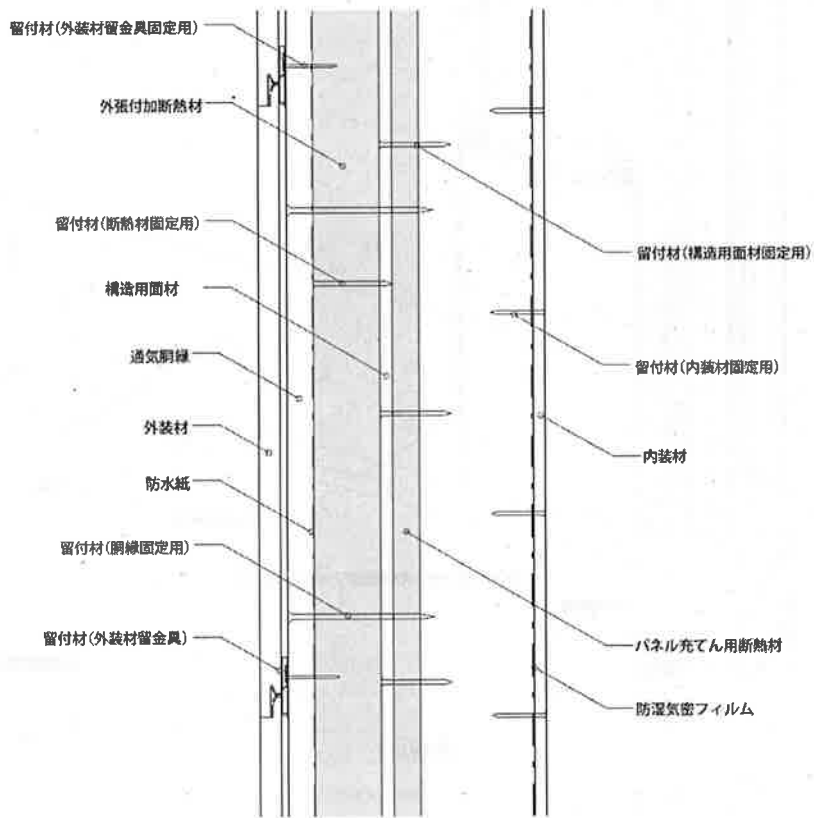 留付材(外装材留金具固定用)
外張付加断熱材
留付材(断熱材固定用)
構造用面材
通気胴縁
外装材
防水紙
留付材(胴縁固定用)
留付材(外装材留金具)
留付材(構造用面材固定用)
留付材(内装材固定用)
内装材
パネル充てん用断熱材
防湿気密フィルム